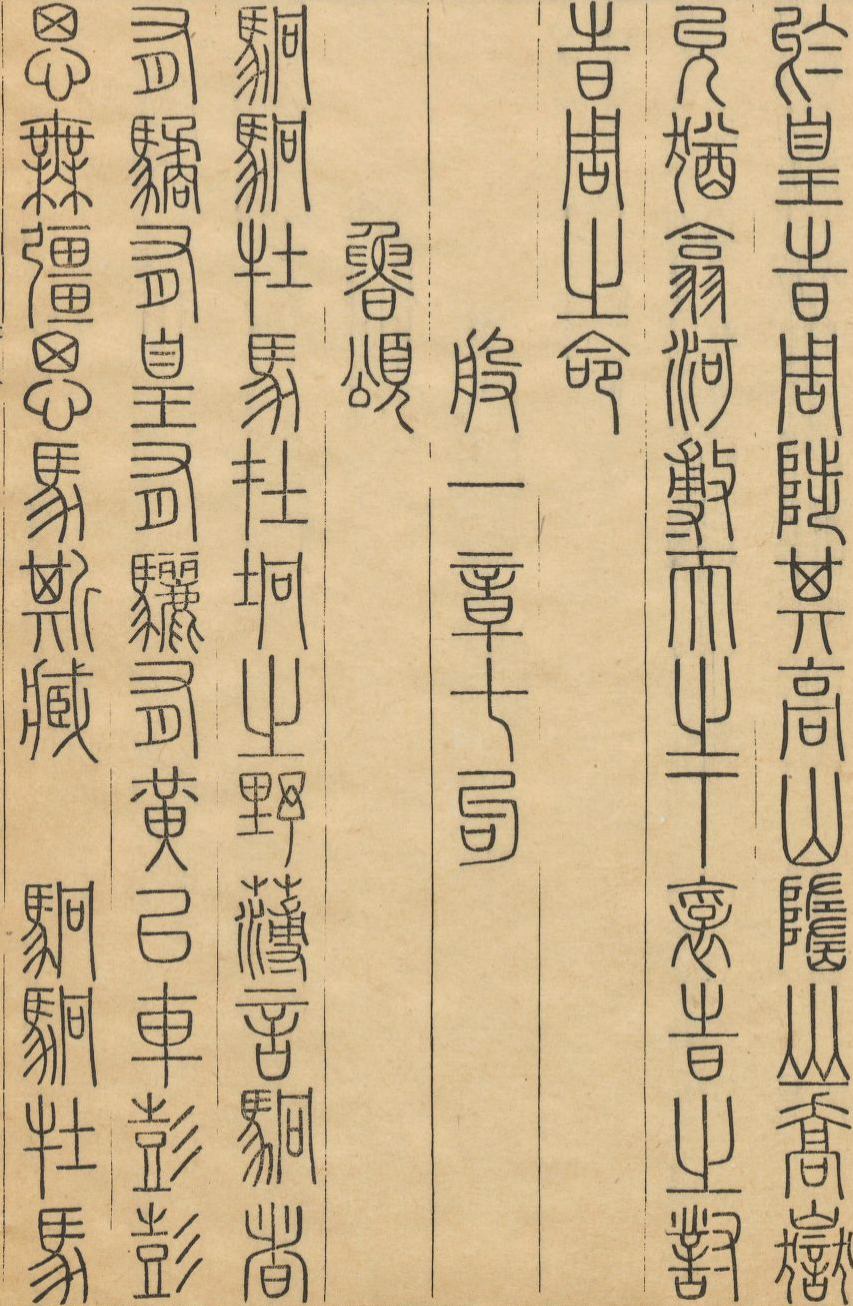 於皇旹周陟其高山嶞山喬嶽
允猶翕河敷天之下裒旹之對
旹周之命
般一章七句
魯頌
駉駉牡馬在坰之野薄言駉者
有驈有皇有驪有黃以車彭彭
思無疆思馬斯臧　駉駉牡馬